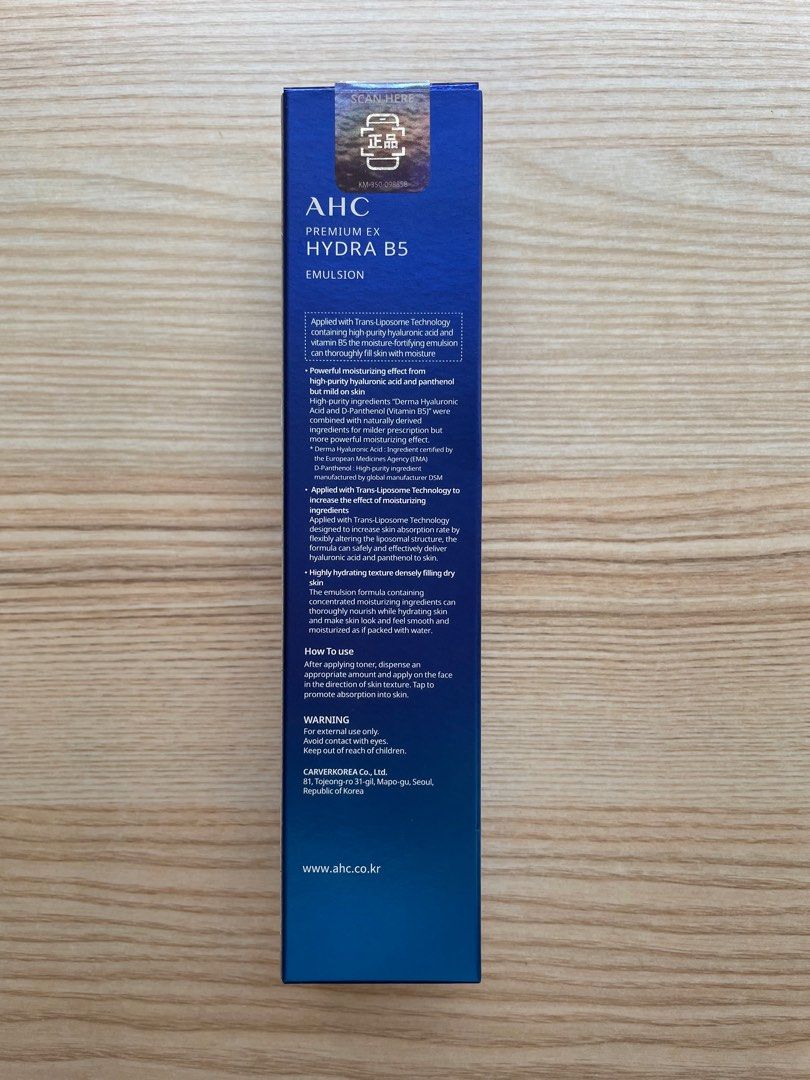 SCAN HERE
正品
AHC
PREMIUM EX
HYDRA B5
EMULSION
Applied with Trans-Liposome Technology
containing high-purity hyaluronic acid and
vitamin B5 the moisture-fortifying emulsion
can thoroughly fill skin with moisture
• Powerful moisturizing effect from
high-purity hyaluronic acid and panthenol
but mild on skin
High-purity ingredients "Derma Hyaluronic
Acid and D-Panthenol (Vitamin B5)" were
combined with naturally derived
ingredients for milder prescription but
more powerful moisturizing effect.
* Derma Hyaluronic Acid : Ingredient certified by
the European Medicines Agency (EMA)
D-Panthenol : High-purity ingredient
manufactured by global manufacturer DSM
• Applied with Trans-Liposome Technology to
increase the effect of moisturizing
ingredients
Applied with Trans-Liposome Technology
designed to increase skin absorption rate by
flexibly altering the liposomal structure, the
formula can safely and effectively deliver
hyaluronic acid and panthenol to skin.
• Highly hydrating texture densely filling dry
skin
The emulsion formula containing
concentrated moisturizing ingredients can
thoroughly nourish while hydrating skin
and make skin look and feel smooth and
moisturized as if packed with water.
How To use
After applying toner, dispense an
appropriate amount and apply on the face
in the direction of skin texture. Tap to
promote absorption into skin.
WARNING
For external use only.
Avoid contact with eyes.
Keep out of reach of children.
CARVERKOREA Co., Ltd.
81, Tojeong-ro 31-gil, Mapo-gu, Seoul,
Republic of Korea
www.ahc.co.kr